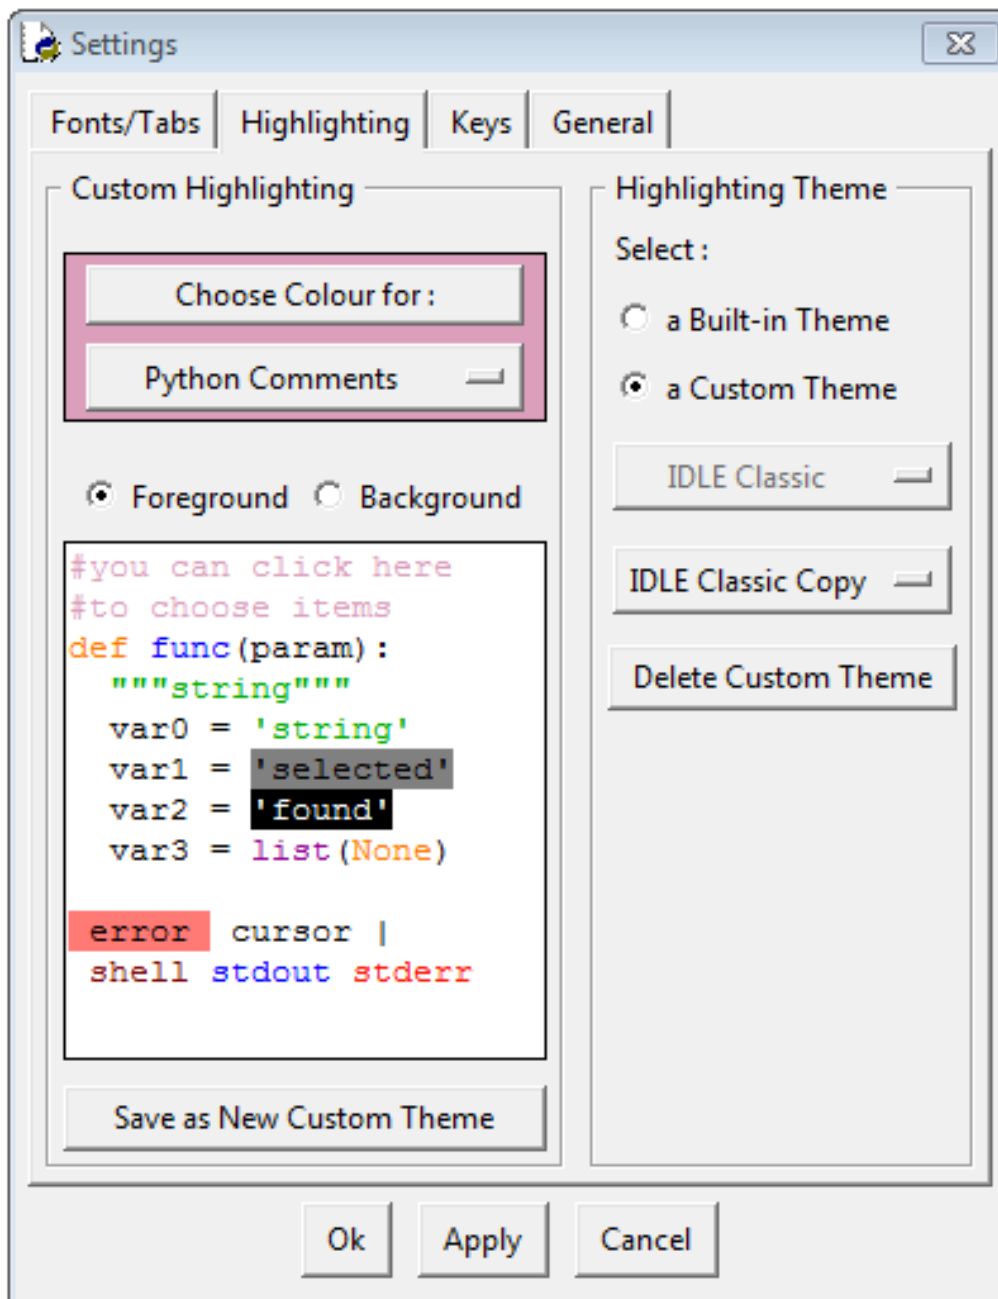 Settings
Fonts/Tabs Highlighting Keys General
Custom Highlighting
Choose Colour for :
Python Comments
Foreground Background
#you can click here
#to choose items
def func(param):
  """string"""
  var0 = 'string'
  var1 = 'selected'
  var2 = 'found'
  var3 = list(None)
 error  cursor |
 shell stdout stderr
Save as New Custom Theme
Highlighting Theme
Select :
a Built-in Theme
a Custom Theme
IDLE Classic
IDLE Classic Copy
Delete Custom Theme
Ok Apply Cancel